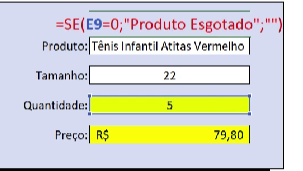 =SE(E9=0;"Produto Esgotado";"")
Produto: Tênis Infantil Atitas Vermelho
Tamanho: 22
Quantidade: 5
Preço: R$ 79,80